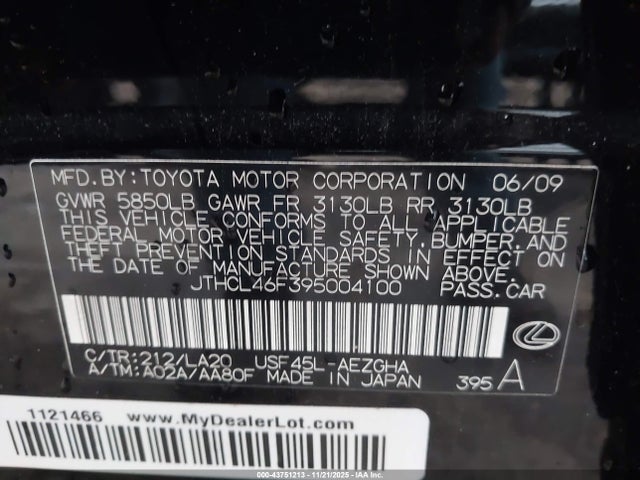 MFD.BY:TOYOTA MOTOR CORPORATION 06/09
GVWR 5850LB GAWR FR 3130LB RR 3130LB
THIS VEHICLE CONFORMS TO ALL APPLICABLE
FEDERAL MOTOR VEHICLE SAFETY,BUMPER,AND
THEFT PREVENTION STANDARDS IN EFFECT ON
THE DATE OF MANUFACTURE SHOWN ABOVE.
JTHCL46F395004100 PASS.CAR
C/TR:212/LA20 USF45L-AEZGHA
A/TM:A02A/AA80F MADE IN JAPAN 395 A
1121466 www.MyDealerLot.com
© IAA 00-43751213 - 11/21/2025 - IAAI.COM